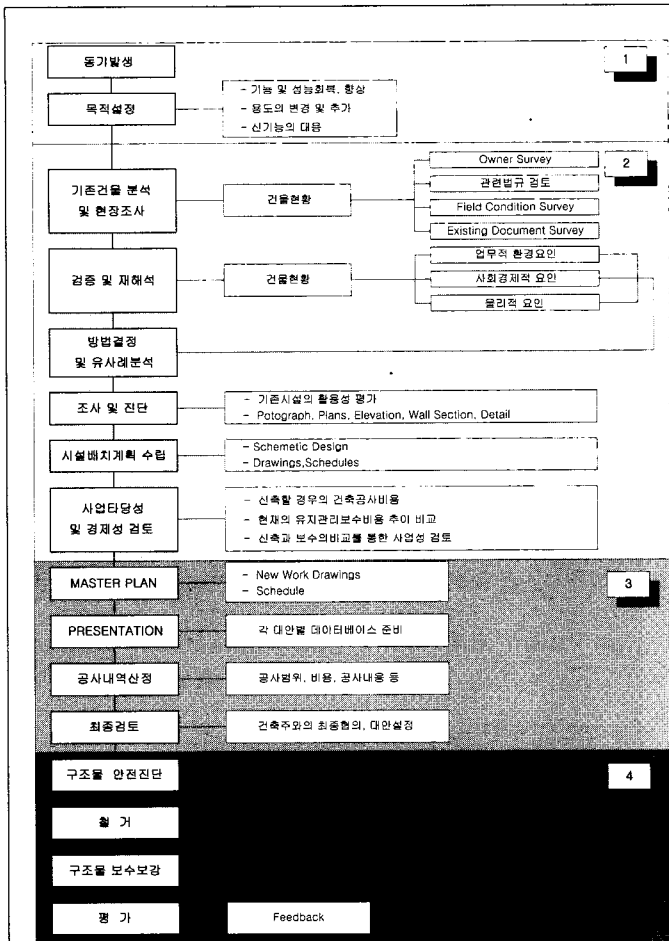 동기발생
1
목적설정
- 기능 및 성능회복, 향상
- 용도의 변경 및 추가
- 신기능의 대응
2
기존건물 분석
및 현장조사
건물현황
Owner Survey
관련법규 검토
Field Condition Survey
Existing Document Survey
검증 및 재해석
건물현황
업무적 환경요인
사회경제적 요인
물리적 요인
방법결정
및 유사례분석
조사 및 진단
- 기존시설의 활용성 평가
- Potograph, Plans, Elevation, Wall Section, Detail
시설배치계획 수립
- Schemetic Design
- Drawings,Schedules
사업타당성
및 경제성 검토
- 신축할 경우의 건축공사비용
- 현재의 유지관리보수비용 추이 비교
- 신축과 보수의비교를 통한 사업성 검토
3
MASTER PLAN
- New Work Drawings
- Schedule
PRESENTATION
각 대안별 데이터베이스 준비
공사내역산정
공사범위, 비용, 공사내용 등
최종검토
건축주와의 최종협의, 대안설정
4
구조물 안전진단
철 거
구조물 보수보강
평 가
Feedback